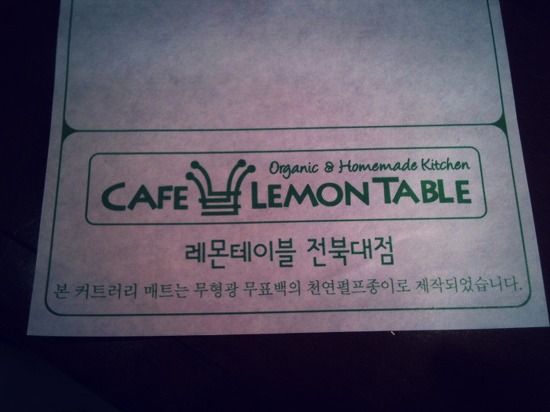 Organic & Homemade Kitchen
CAFE LEMON TABLE
레몬테이블 전북대점
본 커트러리 매트는 무형광 무표백의 천연펄프종이로 제작되었습니다.